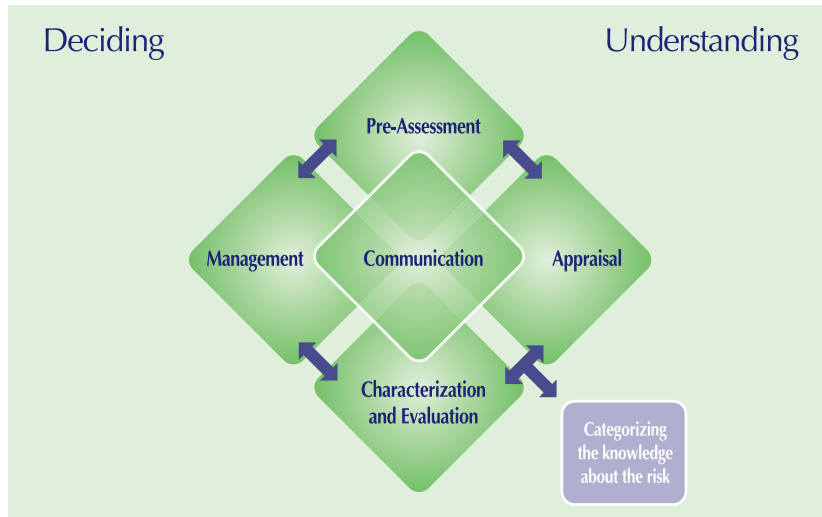 Deciding
Understanding
Pre-Assessment
Management
Communication
Appraisal
Characterization
and Evaluation
Categorizing
the knowledge
about the risk